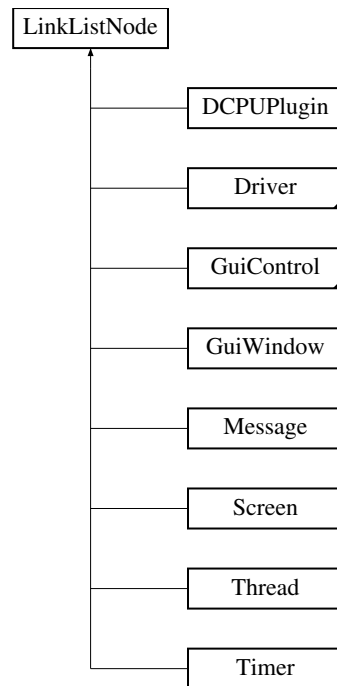 LinkListNode
DCPUPlugin
Driver
GuiControl
GuiWindow
Message
Screen
Thread
Timer